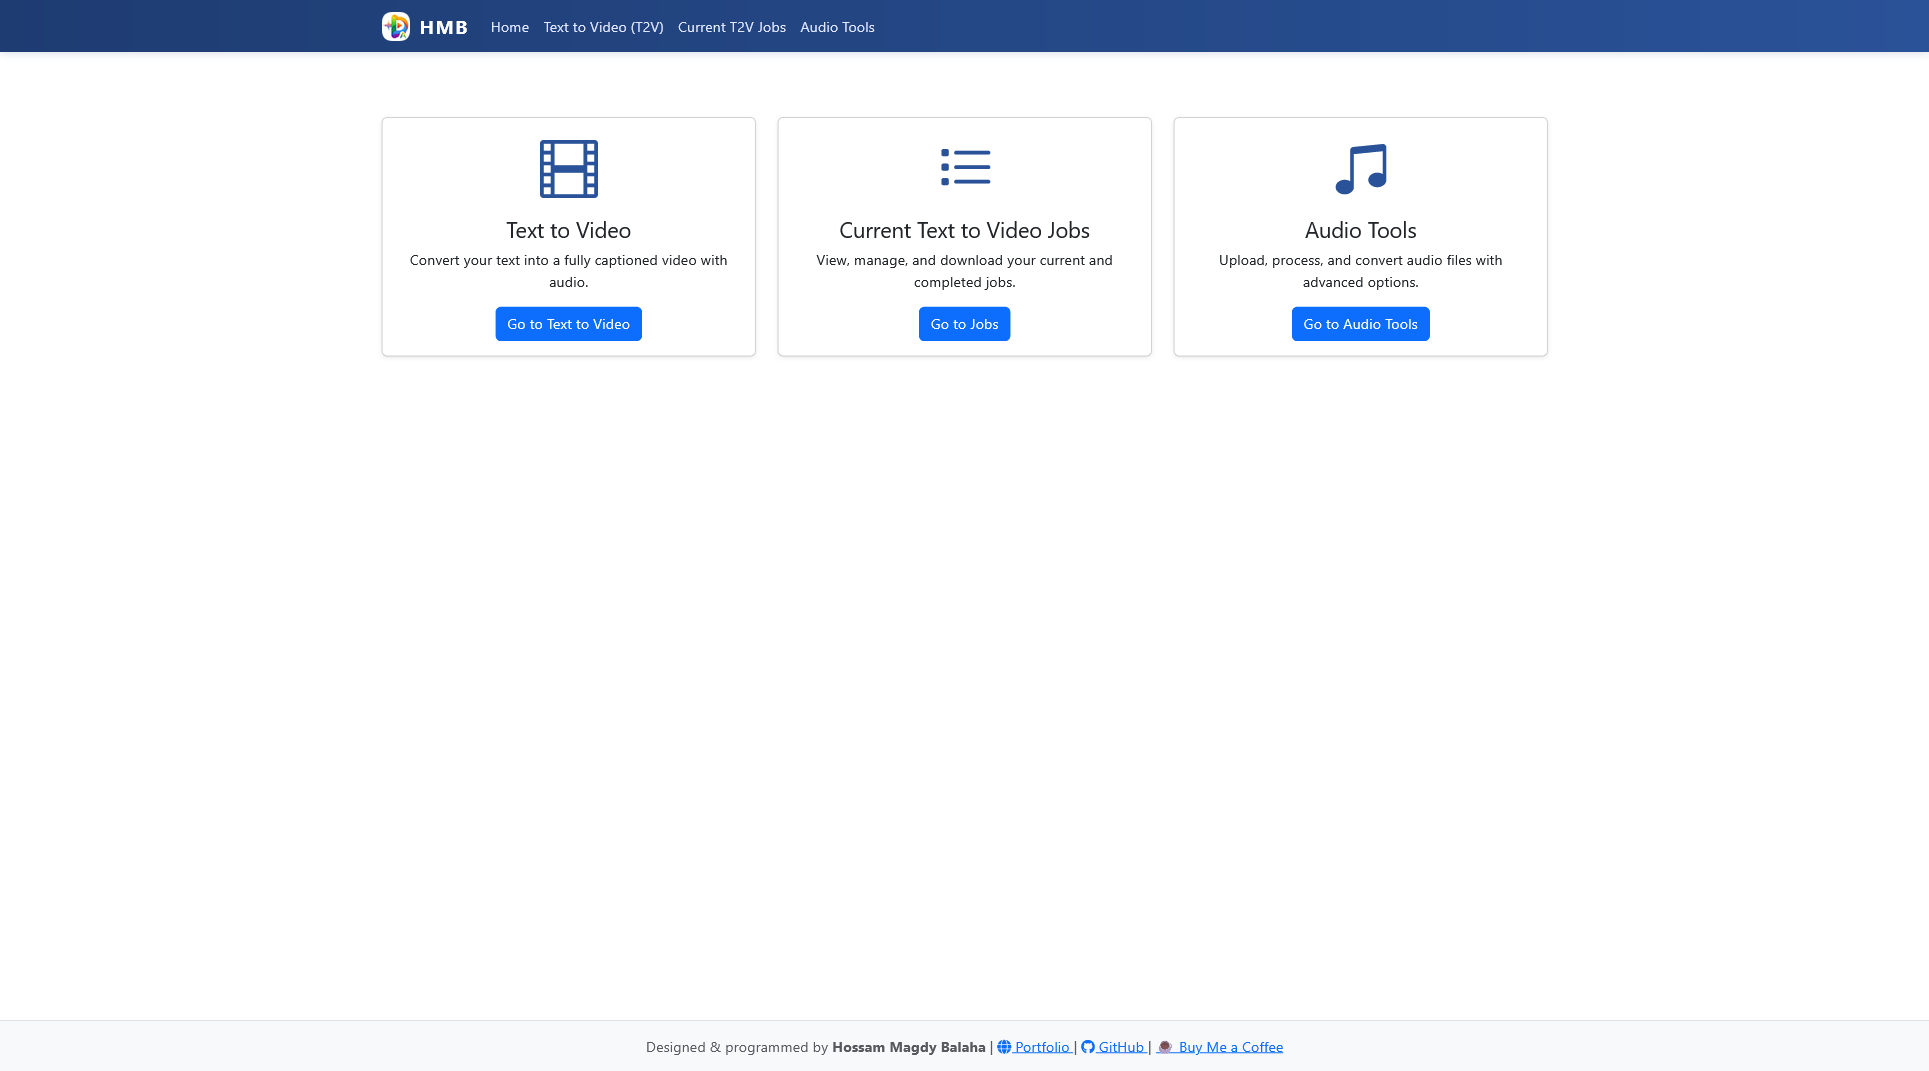 HMB Home Text to Video (T2V) Current T2V Jobs Audio Tools
Text to Video
Convert your text into a fully captioned video with
audio.
Go to Text to Video
Current Text to Video Jobs
View, manage, and download your current and
completed jobs.
Go to Jobs
Audio Tools
Upload, process, and convert audio files with
advanced options.
Go to Audio Tools
Designed & programmed by Hossam Magdy Balaha | Portfolio | GitHub | Buy Me a Coffee